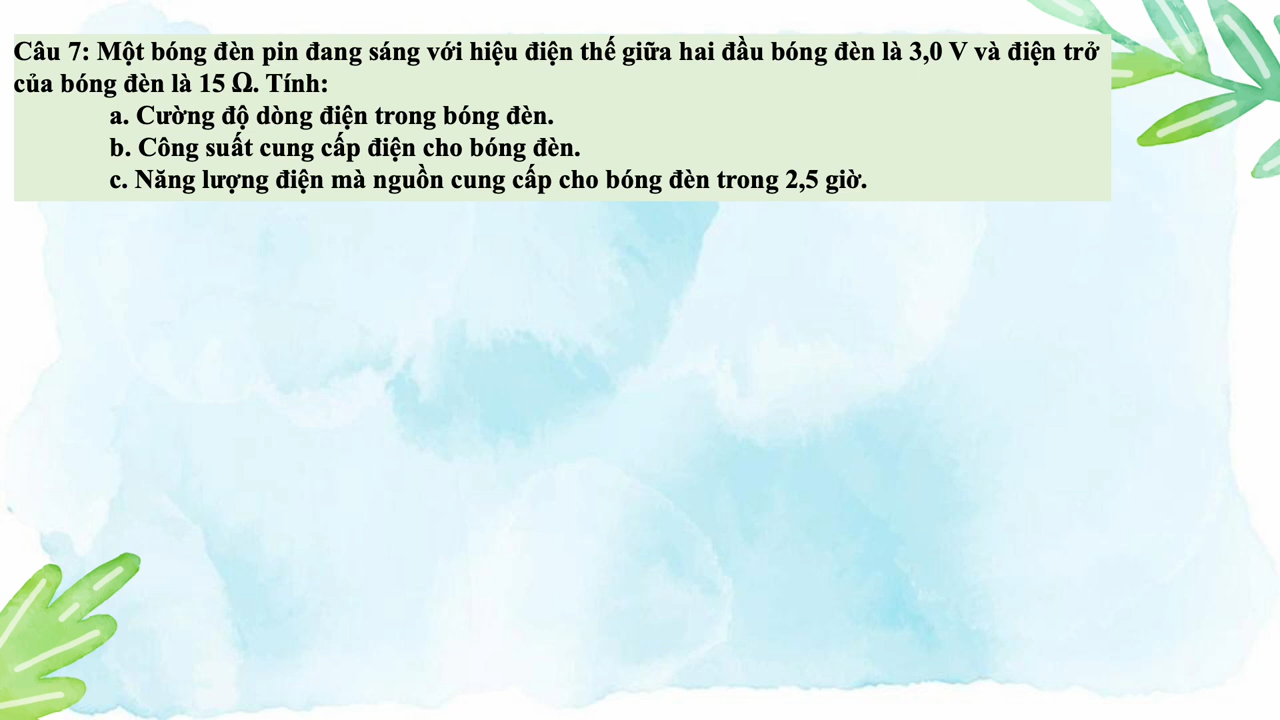 Câu 7: Một bóng đèn pin đang sáng với hiệu điện thế giữa hai đầu bóng đèn là 3,0 V và điện trở
của bóng đèn là 15 Ω. Tính:
a. Cường độ dòng điện trong bóng đèn.
b. Công suất cung cấp điện cho bóng đèn.
c. Năng lượng điện mà nguồn cung cấp cho bóng đèn trong 2,5 giờ.